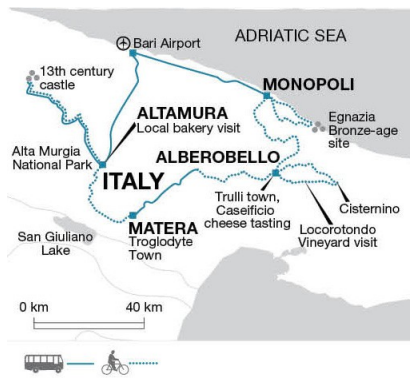 ADRIATIC SEA
Bari Airport
13th century
castle
MONOPOLI
ALTAMURA
Local bakery visit
Egnazia
Bronze-age
site
Alta Murgia
National Park
ALBEROBELLO
ITALY
Trulli town,
Caseificio
cheese tasting
Cisternino
MATERA
Troglodyte
Town
Locorotondo
Vineyard visit
San Giuliano
Lake
0 km
40 km